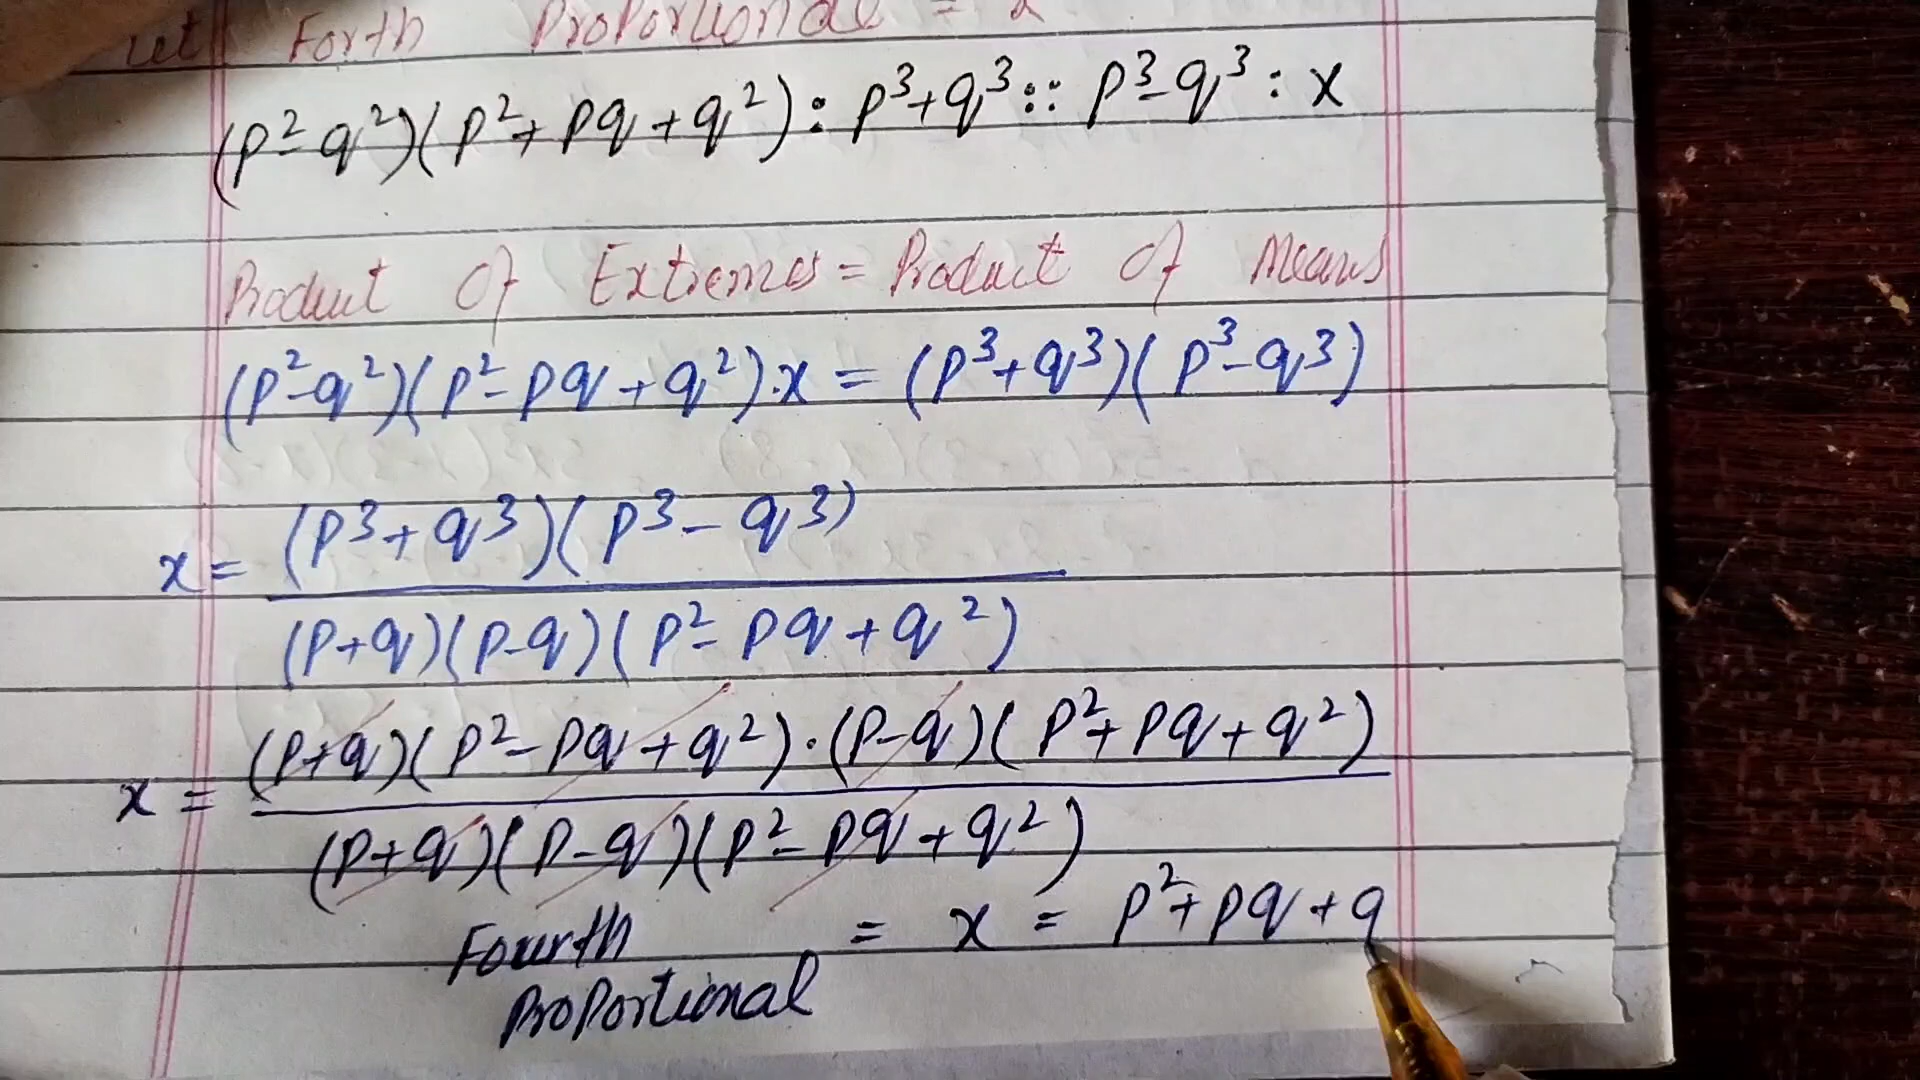 Let Forth Proportional = x
(p²-q²)(p²+pq+q²) : p³+q³ :: p³-q³ : x
Product Of Extremes = Product Of Means
(p²-q²)(p²-pq+q²).x = (p³+q³)(p³-q³)
x = (p³+q³)(p³-q³)
(p+q)(p-q)(p²-pq+q²)
x = (p+q)(p²-pq+q²).(p-q)(p²+pq+q²)
(p+q)(p-q)(p²-pq+q²)
Fourth Proportional = x = p²+pq+q